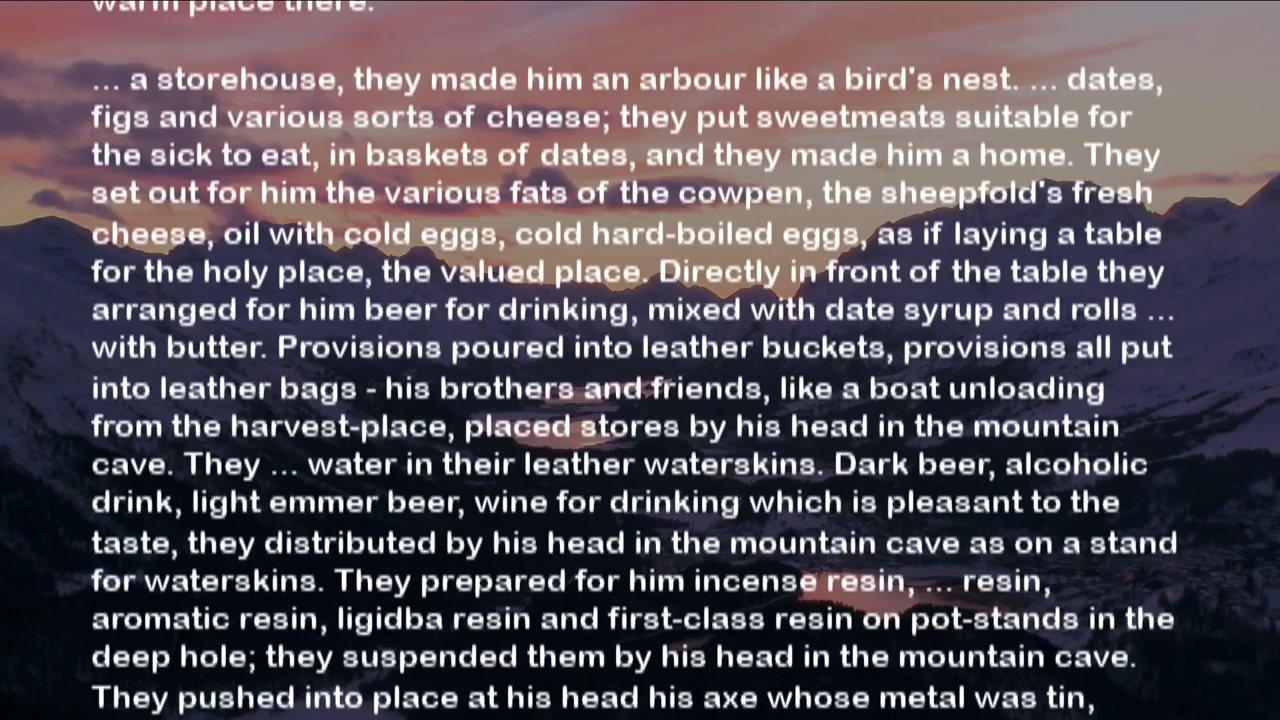 warm place there.
... a storehouse, they made him an arbour like a bird's nest. ... dates,
figs and various sorts of cheese; they put sweetmeats suitable for
the sick to eat, in baskets of dates, and they made him a home. They
set out for him the various fats of the cowpen, the sheepfold's fresh
cheese, oil with cold eggs, cold hard-boiled eggs, as if laying a table
for the holy place, the valued place. Directly in front of the table they
arranged for him beer for drinking, mixed with date syrup and rolls ...
with butter. Provisions poured into leather buckets, provisions all put
into leather bags - his brothers and friends, like a boat unloading
from the harvest-place, placed stores by his head in the mountain
cave. They ... water in their leather waterskins. Dark beer, alcoholic
drink, light emmer beer, wine for drinking which is pleasant to the
taste, they distributed by his head in the mountain cave as on a stand
for waterskins. They prepared for him incense resin, ... resin,
aromatic resin, ligidba resin and first-class resin on pot-stands in the
deep hole; they suspended them by his head in the mountain cave.
They pushed into place at his head his axe whose metal was tin,